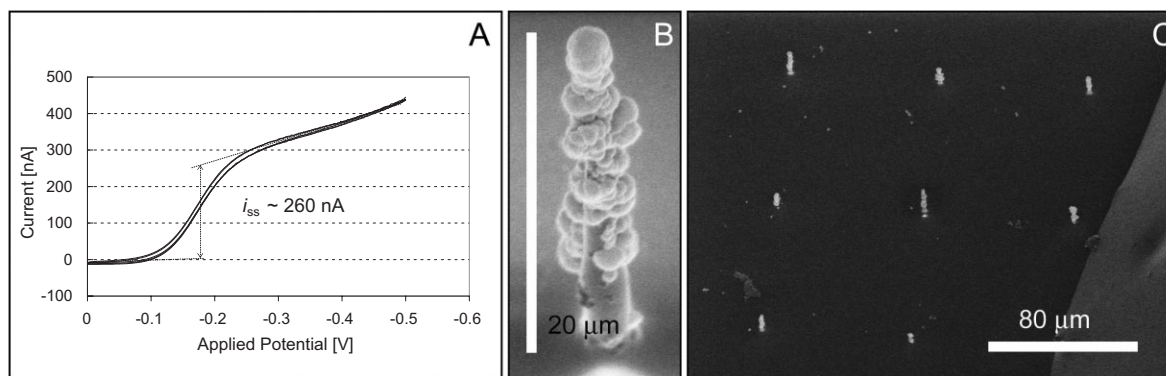 A
500
400
300
200
100
0
-100
Current [nA]
i_ss ~ 260 nA
0 -0.1 -0.2 -0.3 -0.4 -0.5 -0.6
Applied Potential [V]
B
20 μm
C
80 μm